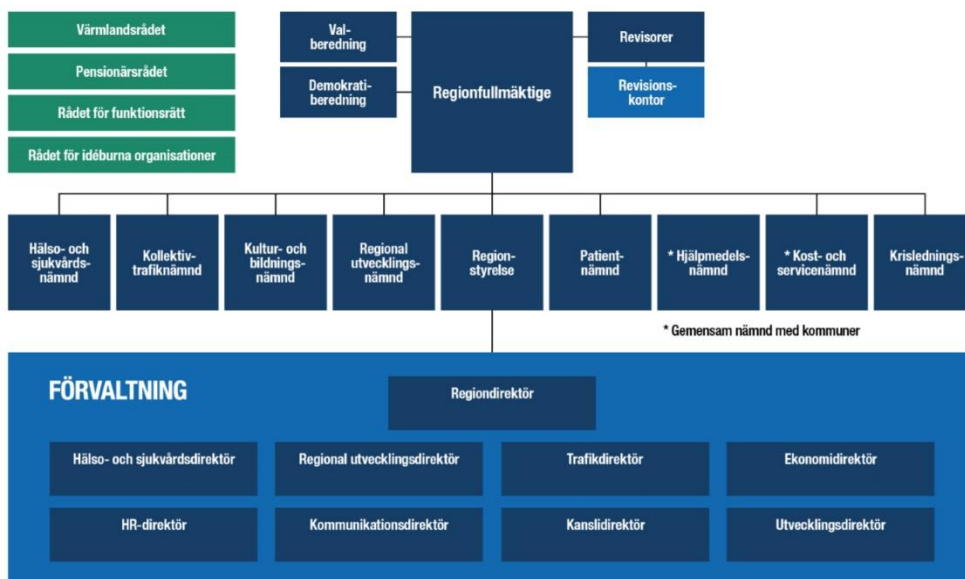 Värmlandsrådet
Pensionärsrådet
Rådet för funktionsrätt
Rådet för idéburna organisationer
Val-
beredning
Demokrati-
beredning
Regionfullmäktige
Revisorer
Revisions-
kontor
Hälso- och
sjukvårds-
nämnd
Kollektiv-
trafiknämnd
Kultur- och
bildnings-
nämnd
Regional
utvecklings-
nämnd
Region-
styrelse
Patient-
nämnd
* Hjälpmedels-
nämnd
* Kost- och
servicenämnd
Krislednings-
nämnd
* Gemensam nämnd med kommuner
FÖRVALTNING
Regiondirektör
Hälso- och sjukvårdsdirektör
Regional utvecklingsdirektör
Trafikdirektör
Ekonomidirektör
HR-direktör
Kommunikationsdirektör
Kanslidirektör
Utvecklingsdirektör